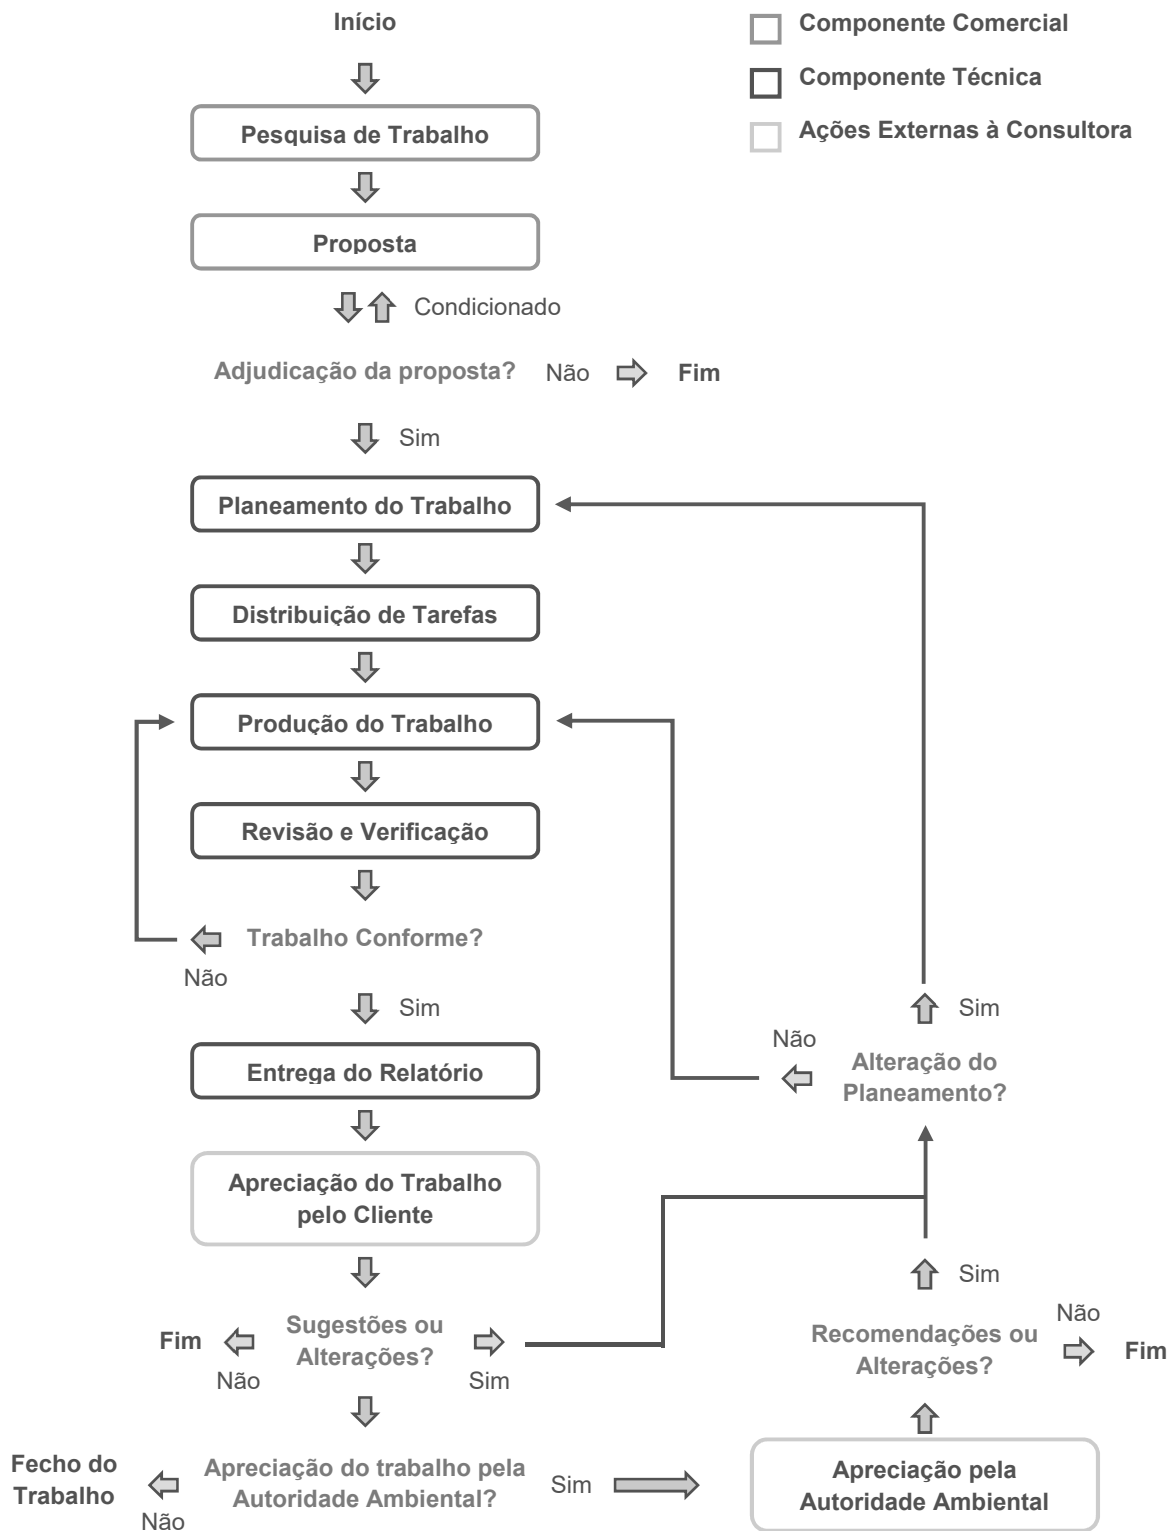 Início
Componente Comercial
Componente Técnica
Ações Externas à Consultora
Pesquisa de Trabalho
Proposta
Condicionado
Adjudicação da proposta?
Não
Fim
Sim
Planeamento do Trabalho
Distribuição de Tarefas
Produção do Trabalho
Revisão e Verificação
Trabalho Conforme?
Não
Sim
Entrega do Relatório
Sim
Não
Alteração do
Planeamento?
Apreciação do Trabalho
pelo Cliente
Sugestões ou
Alterações?
Fim
Não
Sim
Sim
Não
Recomendações ou
Alterações?
Fim
Fecho do
Trabalho
Não
Apreciação do trabalho pela
Autoridade Ambiental?
Sim
Apreciação pela
Autoridade Ambiental